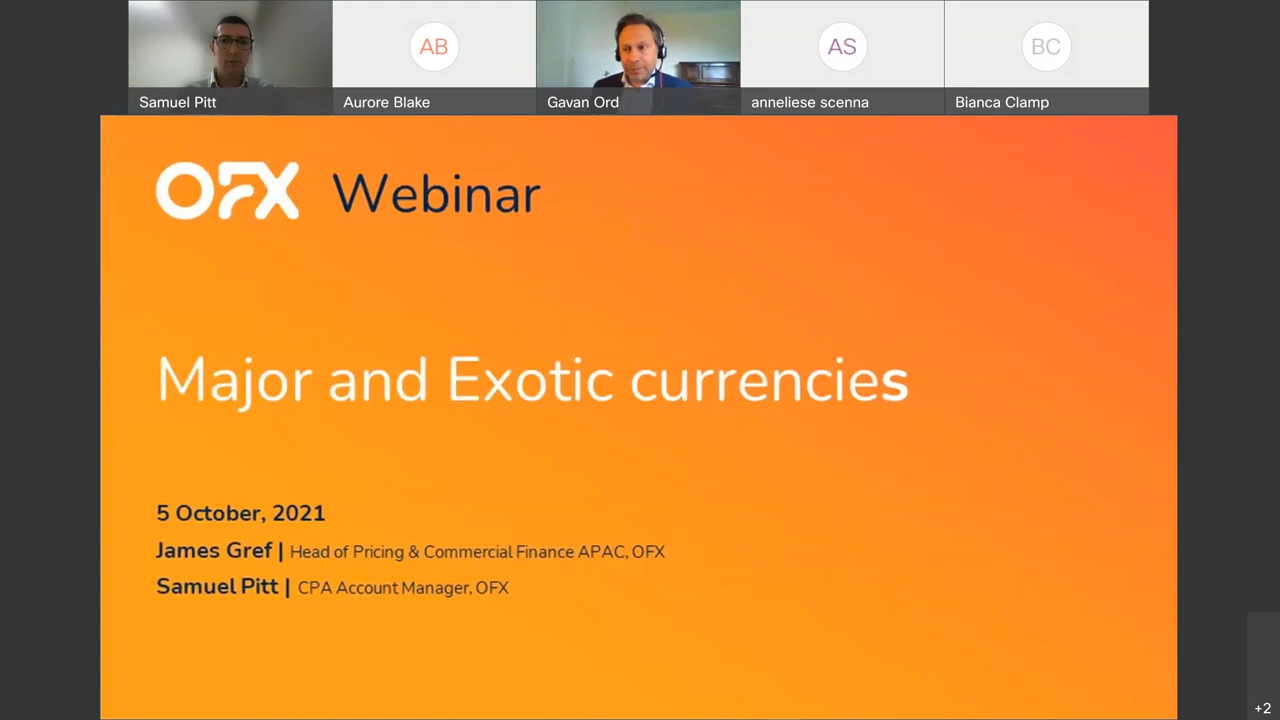 AB
AS
BC
Samuel Pitt
Aurore Blake
Gavan Ord
anneliese scenna
Bianca Clamp
OFX Webinar
Major and Exotic currencies
5 October, 2021
James Gref | Head of Pricing & Commercial Finance APAC, OFX
Samuel Pitt | CPA Account Manager, OFX
+2